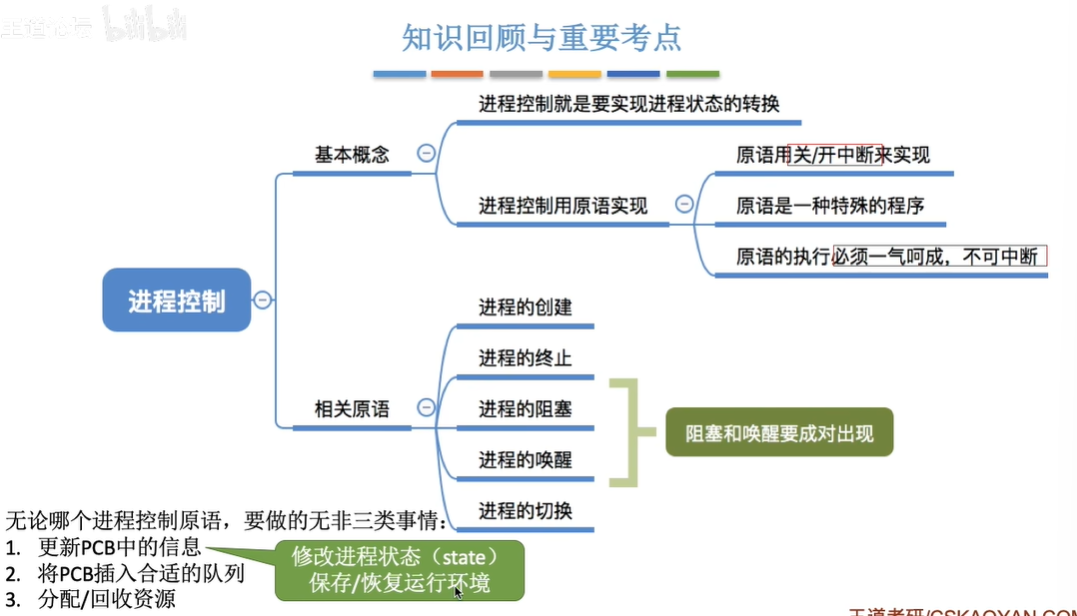 王道论坛 bilibili
知识回顾与重要考点
进程控制
基本概念
进程控制就是要实现进程状态的转换
进程控制用原语实现
原语用关/开中断来实现
原语是一种特殊的程序
原语的执行必须一气呵成，不可中断
相关原语
进程的创建
进程的终止
进程的阻塞
进程的唤醒
进程的切换
阻塞和唤醒要成对出现
无论哪个进程控制原语，要做的无非三类事情：
1. 更新PCB中的信息
2. 将PCB插入合适的队列
3. 分配/回收资源
修改进程状态（state）
保存/恢复运行环境
王道考研/CSKAOYAN.COM